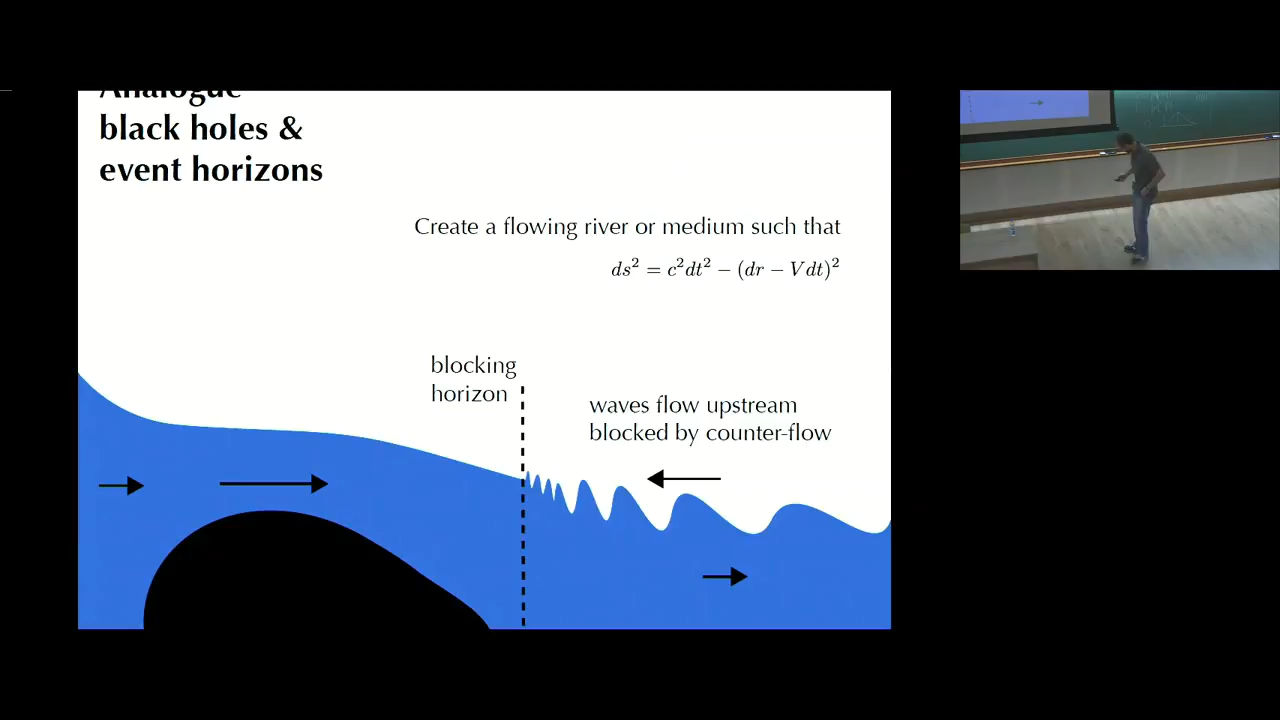 Analogue
black holes &
event horizons
Create a flowing river or medium such that
ds² = c²dt² − (dr − Vdt)²
blocking
horizon
waves flow upstream
blocked by counter-flow